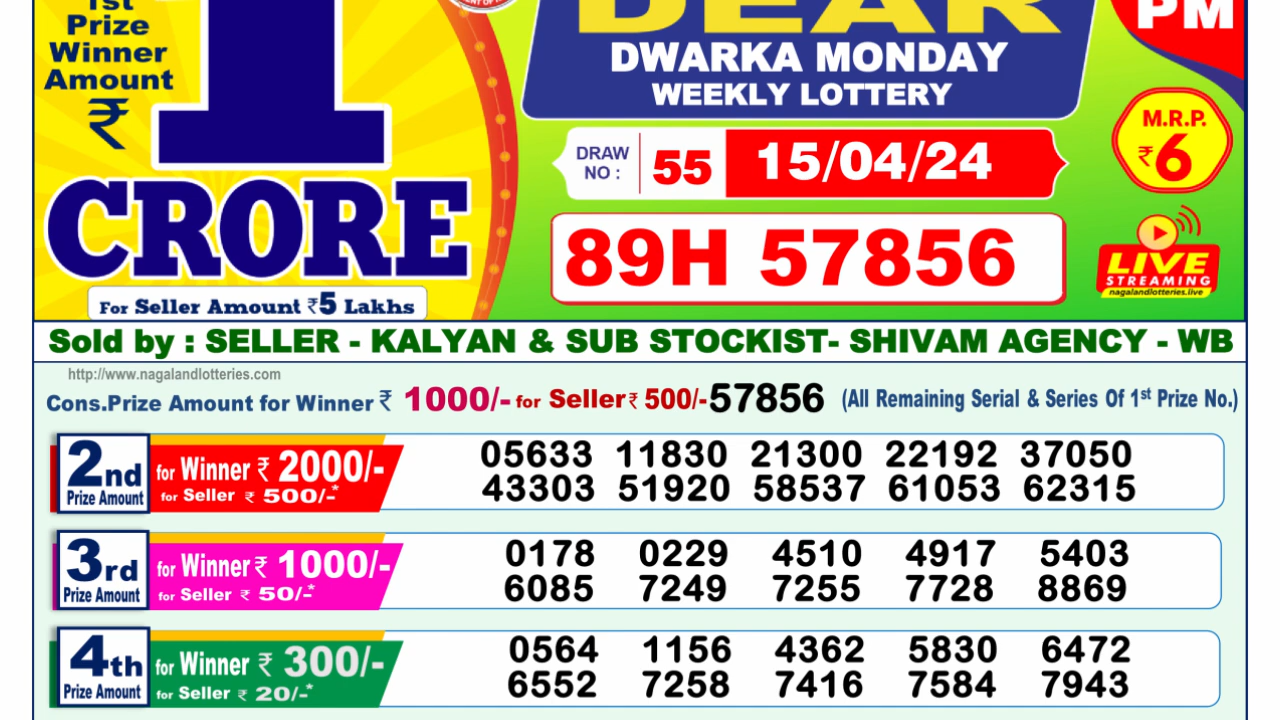 1st
Prize
Winner
Amount
₹
1
CRORE
For Seller Amount ₹5 Lakhs
DEAR
DWARKA MONDAY
WEEKLY LOTTERY
PM
DRAW NO : 55 15/04/24
M.R.P.
₹6
89H 57856
LIVE
STREAMING
nagalandlotteries.live
Sold by : SELLER - KALYAN & SUB STOCKIST- SHIVAM AGENCY - WB
http://www.nagalandlotteries.com
Cons.Prize Amount for Winner ₹ 1000/- for Seller ₹ 500/- 57856 (All Remaining Serial & Series Of 1st Prize No.)
2nd
Prize Amount
for Winner ₹ 2000/-
for Seller ₹ 500/-*
05633 11830 21300 22192 37050
43303 51920 58537 61053 62315
3rd
Prize Amount
for Winner ₹ 1000/-
for Seller ₹ 50/-*
0178 0229 4510 4917 5403
6085 7249 7255 7728 8869
4th
Prize Amount
for Winner ₹ 300/-
for Seller ₹ 20/-*
0564 1156 4362 5830 6472
6552 7258 7416 7584 7943